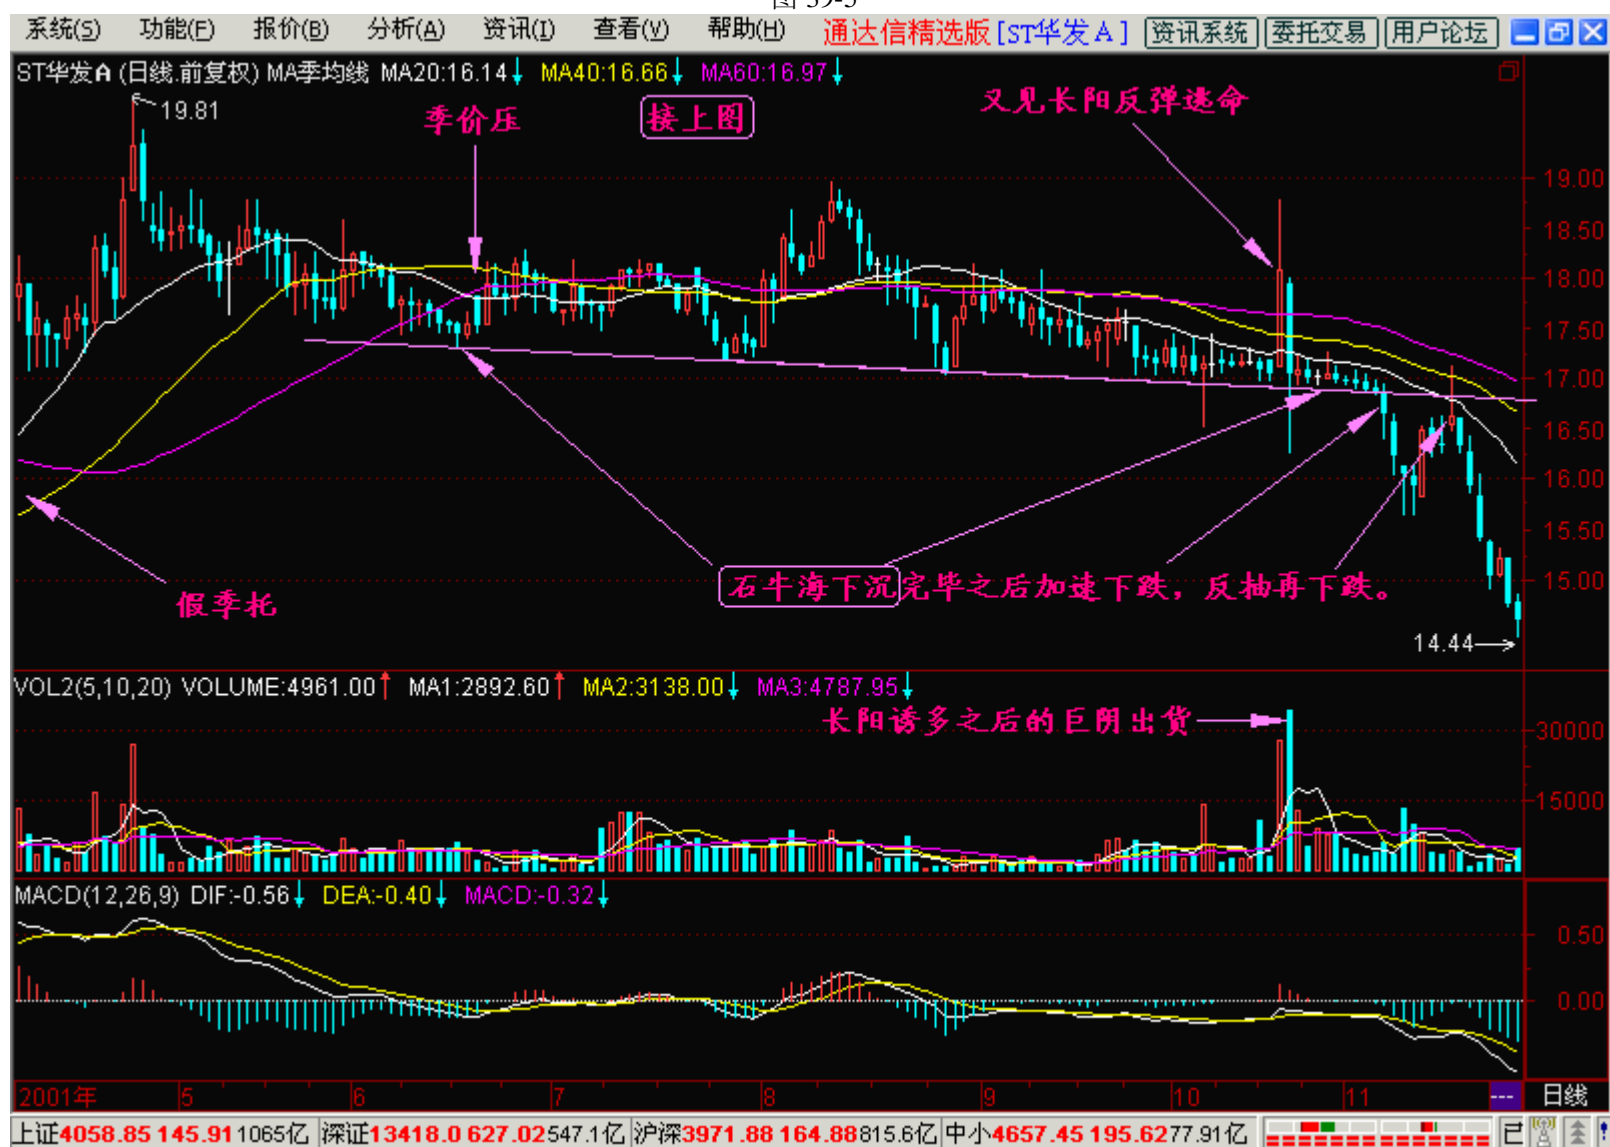 图 39-5
系统(S) 功能(F) 报价(B) 分析(A) 资讯(I) 查看(V) 帮助(H) 通达信精选版 [ST华发A] 资讯系统 委托交易 用户论坛
ST华发A (日线.前复权) MA季均线 MA20:16.14↓ MA40:16.66↓ MA60:16.97↓
19.81
季价压
接上图
又见长阳反弹逃命
19.00
18.50
18.00
17.50
17.00
16.50
16.00
15.50
15.00
假季托
石牛海下沉完毕之后加速下跌，反抽再下跌。
14.44
VOL2(5,10,20) VOLUME:4961.00↑ MA1:2892.60↑ MA2:3138.00↓ MA3:4787.95↓
长阳诱多之后的巨阴出货
30000
15000
MACD(12,26,9) DIF:-0.56↓ DEA:-0.40↓ MACD:-0.32↓
0.50
0.00
2001年 5 6 7 8 9 10 11 --- 日线
上证4058.85 145.91 1065亿 深证13418.0 627.02 547.1亿 沪深3971.88 164.88 815.6亿 中小4657.45 195.62 77.91亿